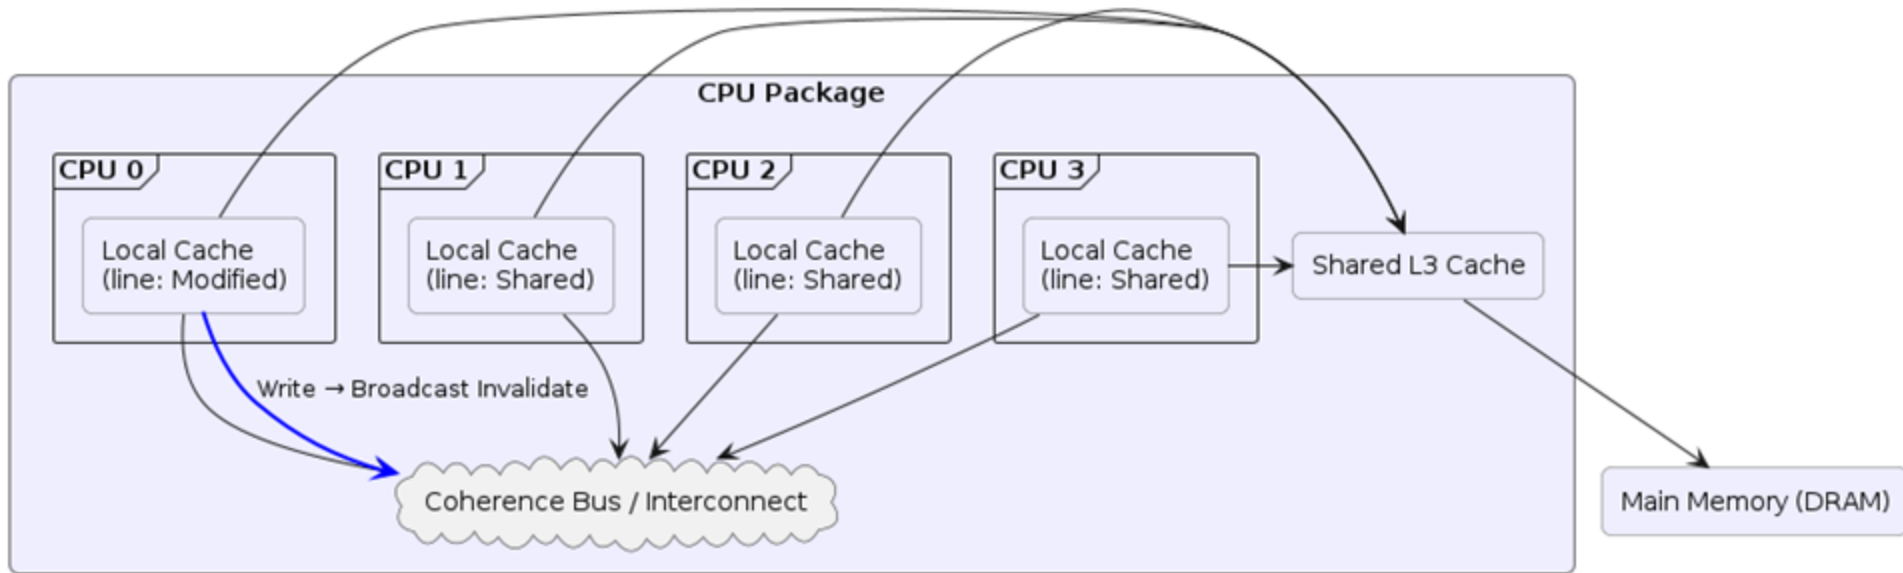 CPU Package
CPU 0
CPU 1
CPU 2
CPU 3
Local Cache
(line: Modified)
Local Cache
(line: Shared)
Local Cache
(line: Shared)
Local Cache
(line: Shared)
Shared L3 Cache
Write → Broadcast Invalidate
Coherence Bus / Interconnect
Main Memory (DRAM)